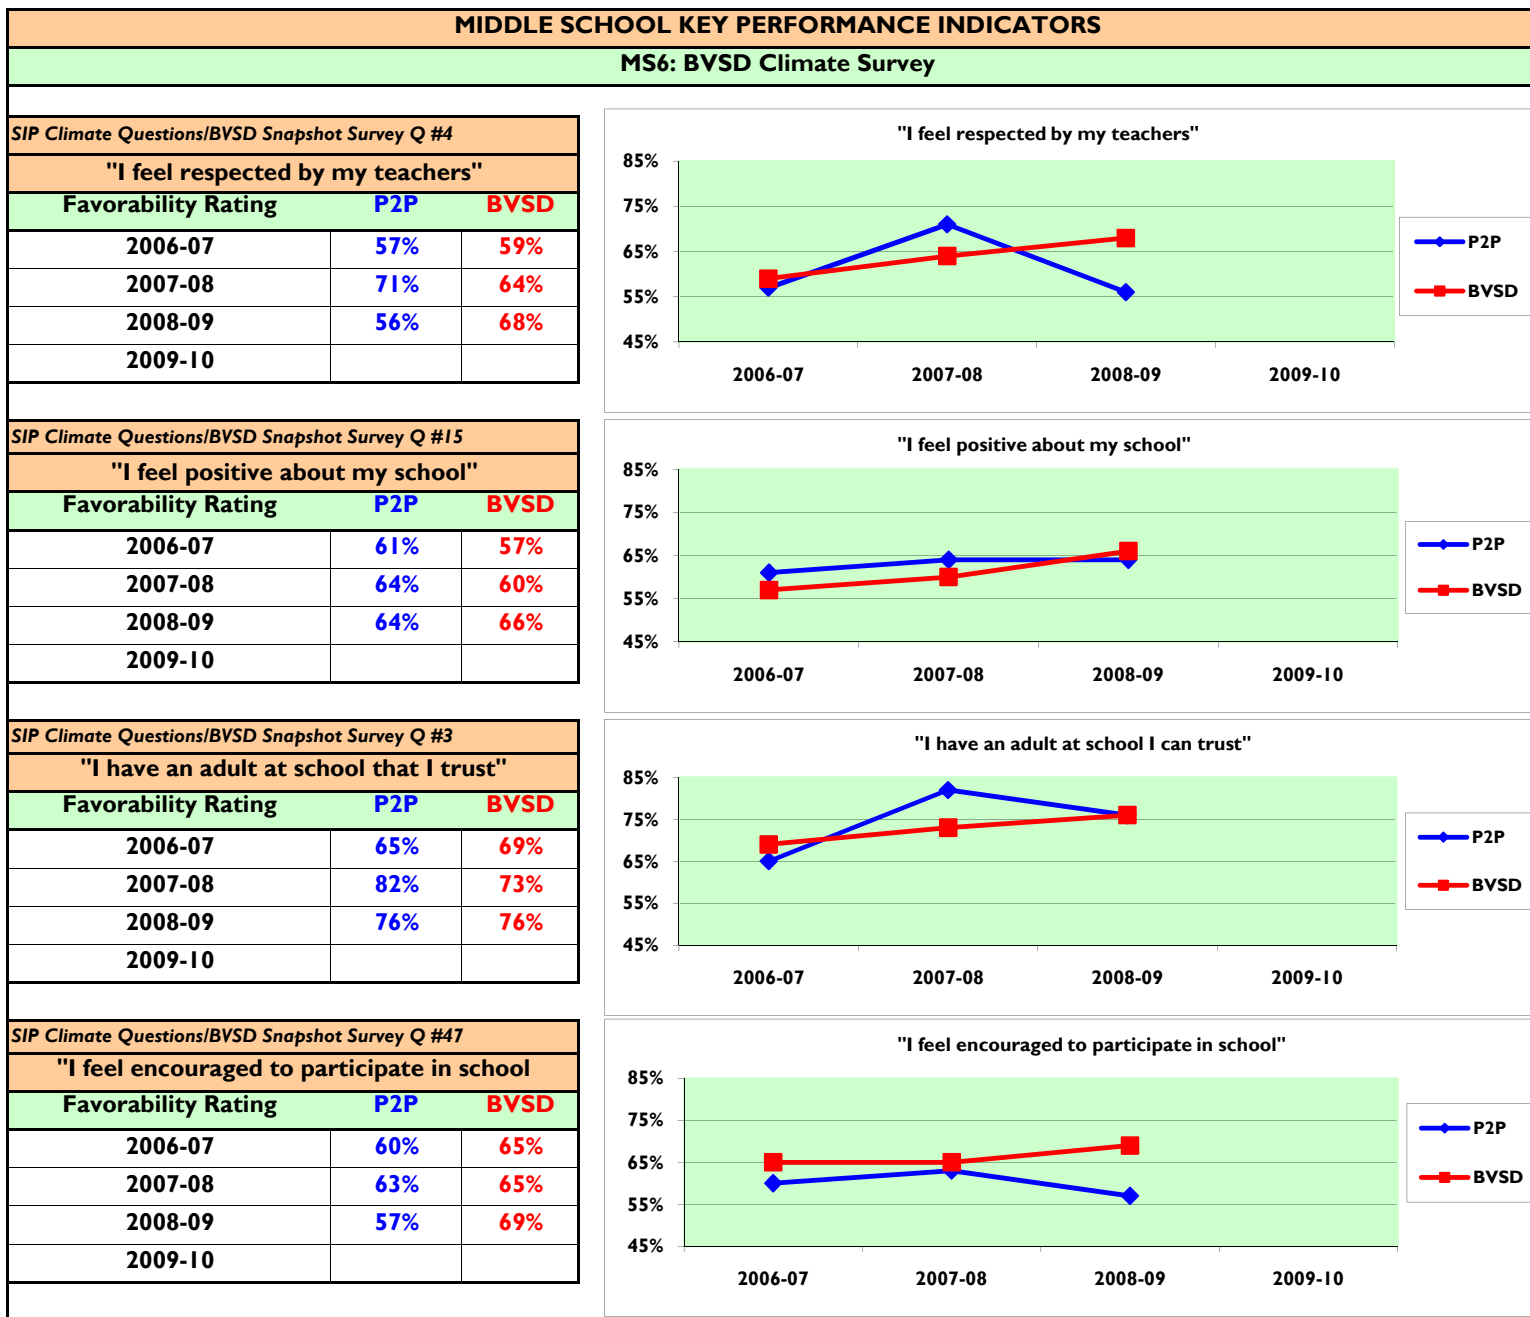 MIDDLE SCHOOL KEY PERFORMANCE INDICATORS
MS6: BVSD Climate Survey
SIP Climate Questions/BVSD Snapshot Survey Q #4
"I feel respected by my teachers"
Favorability Rating P2P BVSD
2006-07 57% 59%
2007-08 71% 64%
2008-09 56% 68%
2009-10
"I feel respected by my teachers"
85%
75%
65%
55%
45%
2006-07 2007-08 2008-09 2009-10
P2P
BVSD
SIP Climate Questions/BVSD Snapshot Survey Q #15
"I feel positive about my school"
Favorability Rating P2P BVSD
2006-07 61% 57%
2007-08 64% 60%
2008-09 64% 66%
2009-10
"I feel positive about my school"
85%
75%
65%
55%
45%
2006-07 2007-08 2008-09 2009-10
P2P
BVSD
SIP Climate Questions/BVSD Snapshot Survey Q #3
"I have an adult at school that I trust"
Favorability Rating P2P BVSD
2006-07 65% 69%
2007-08 82% 73%
2008-09 76% 76%
2009-10
"I have an adult at school I can trust"
85%
75%
65%
55%
45%
2006-07 2007-08 2008-09 2009-10
P2P
BVSD
SIP Climate Questions/BVSD Snapshot Survey Q #47
"I feel encouraged to participate in school
Favorability Rating P2P BVSD
2006-07 60% 65%
2007-08 63% 65%
2008-09 57% 69%
2009-10
"I feel encouraged to participate in school"
85%
75%
65%
55%
45%
2006-07 2007-08 2008-09 2009-10
P2P
BVSD